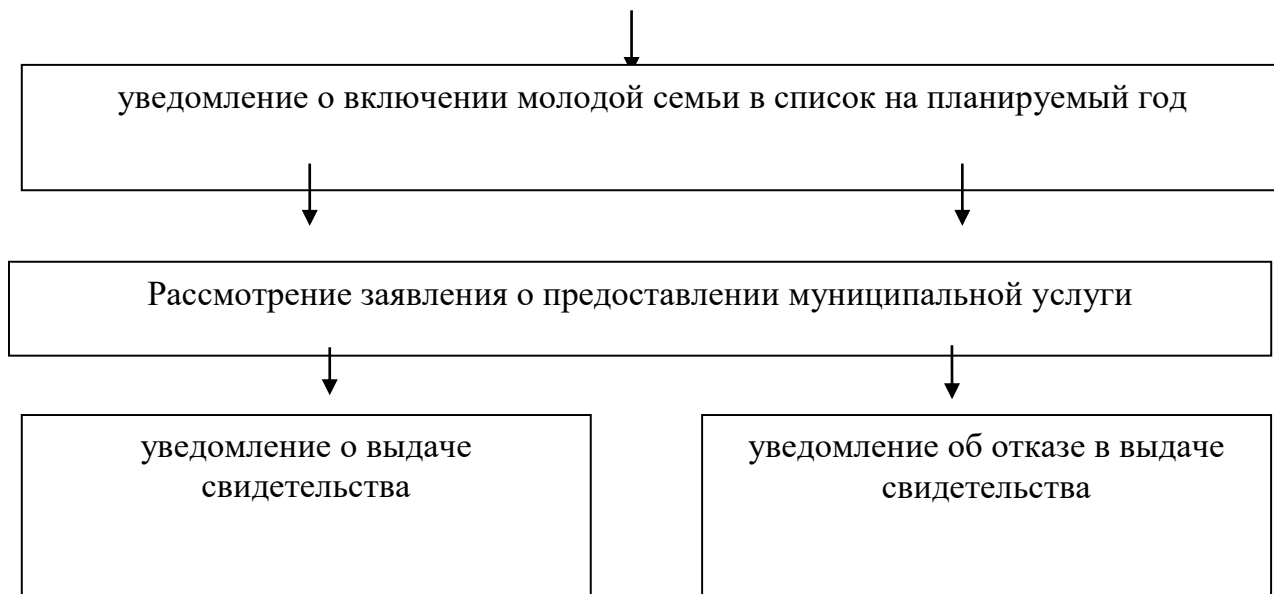 уведомление о включении молодой семьи в список на планируемый год
Рассмотрение заявления о предоставлении муниципальной услуги
уведомление о выдаче
свидетельства
уведомление об отказе в выдаче
свидетельства